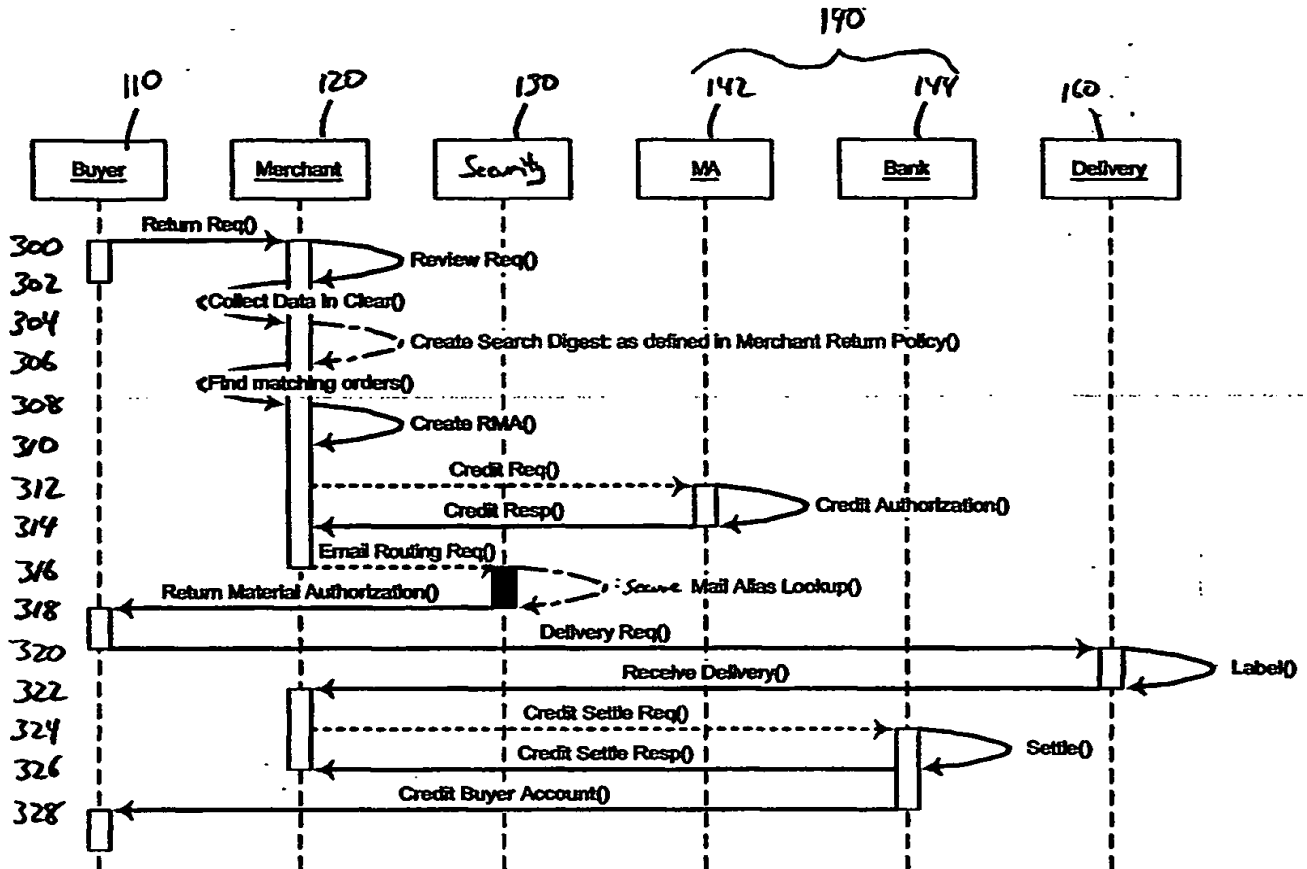 140
110 120 130 142 144 160
Buyer Merchant Security MA Bank Delivery
Return Req()
300
Review Req()
302
Collect Data In Clear()
304
Create Search Digest: as defined in Merchant Return Policy()
306
Find matching orders()
308
Create RMA()
310
Credit Req()
312
Credit Resp() Credit Authorization()
314
Email Routing Req()
316
Return Material Authorization() : Secure Mail Alias Lookup()
318
Delivery Req()
320
Receive Delivery() Label()
322
Credit Settle Req()
324
Credit Settle Resp() Settle()
326
Credit Buyer Account()
328